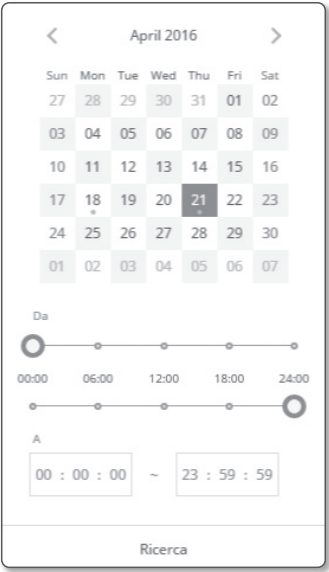 April 2016
Sun Mon Tue Wed Thu Fri Sat
27 28 29 30 31 01 02
03 04 05 06 07 08 09
10 11 12 13 14 15 16
17 18 19 20 21 22 23
24 25 26 27 28 29 30
01 02 03 04 05 06 07
Da
00:00 06:00 12:00 18:00 24:00
A
00 : 00 : 00 ~ 23 : 59 : 59
Ricerca